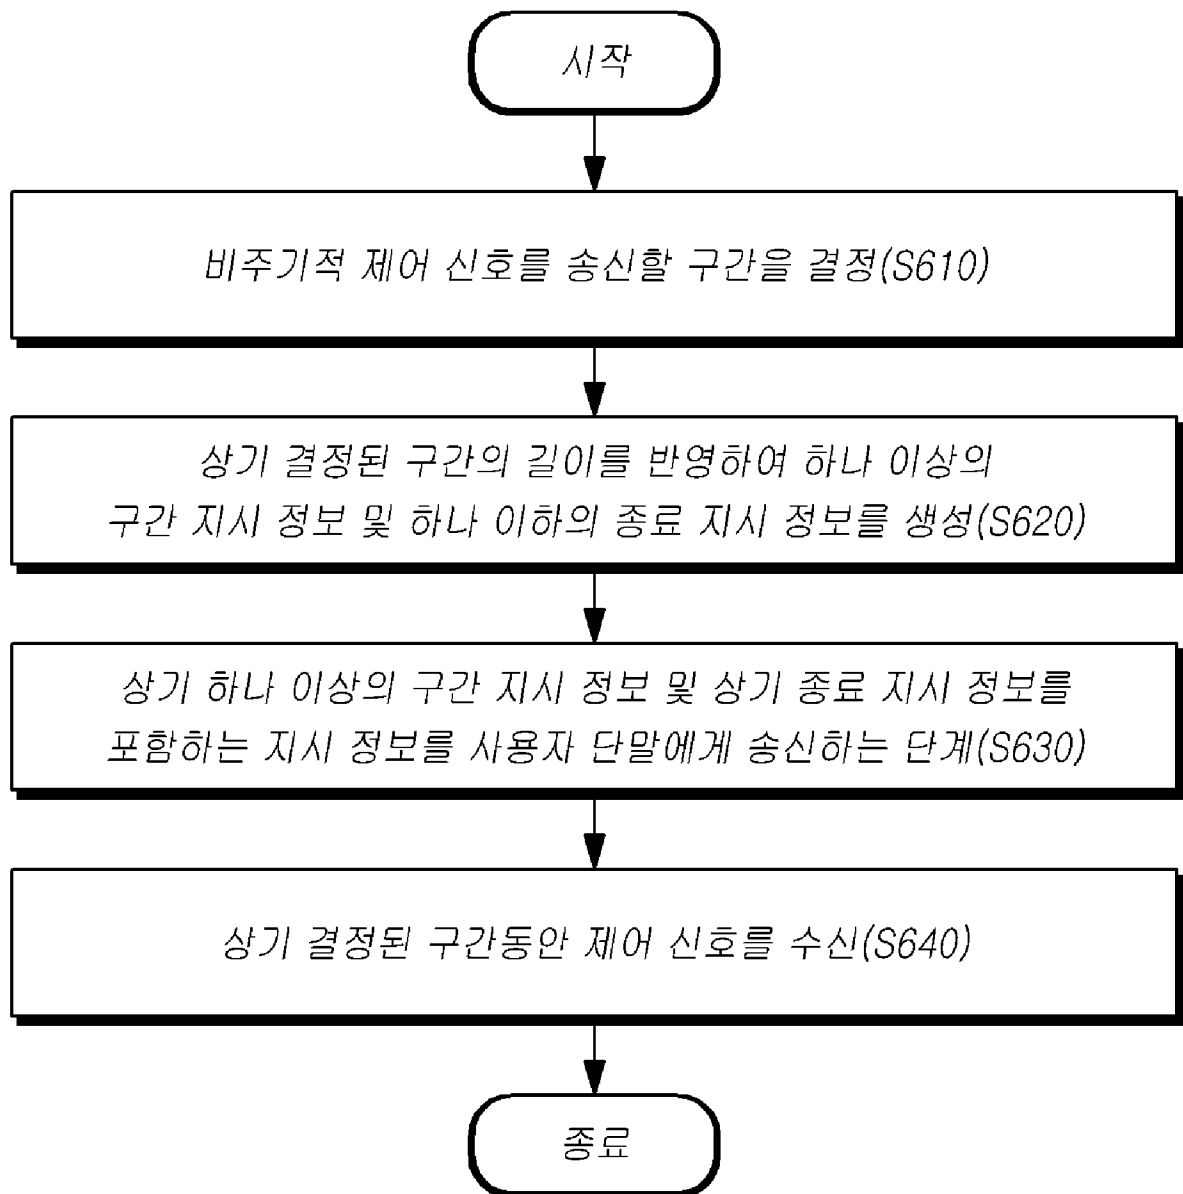 시작
비주기적 제어 신호를 송신할 구간을 결정(S610)
상기 결정된 구간의 길이를 반영하여 하나 이상의
구간 지시 정보 및 하나 이하의 종료 지시 정보를 생성(S620)
상기 하나 이상의 구간 지시 정보 및 상기 종료 지시 정보를
포함하는 지시 정보를 사용자 단말에게 송신하는 단계(S630)
상기 결정된 구간동안 제어 신호를 수신(S640)
종료